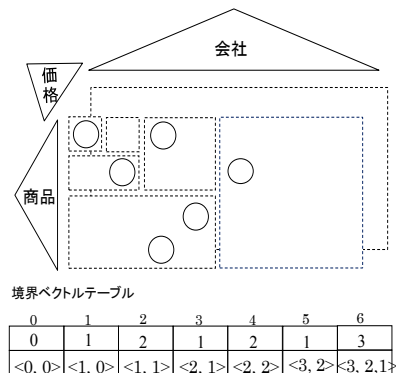 会社
価格
商品
境界ベクトルテーブル
0 1 2 3 4 5 6
0 1 2 1 2 1 3
<0, 0> <1, 0> <1, 1> <2, 1> <2, 2> <3, 2> <3, 2,1>